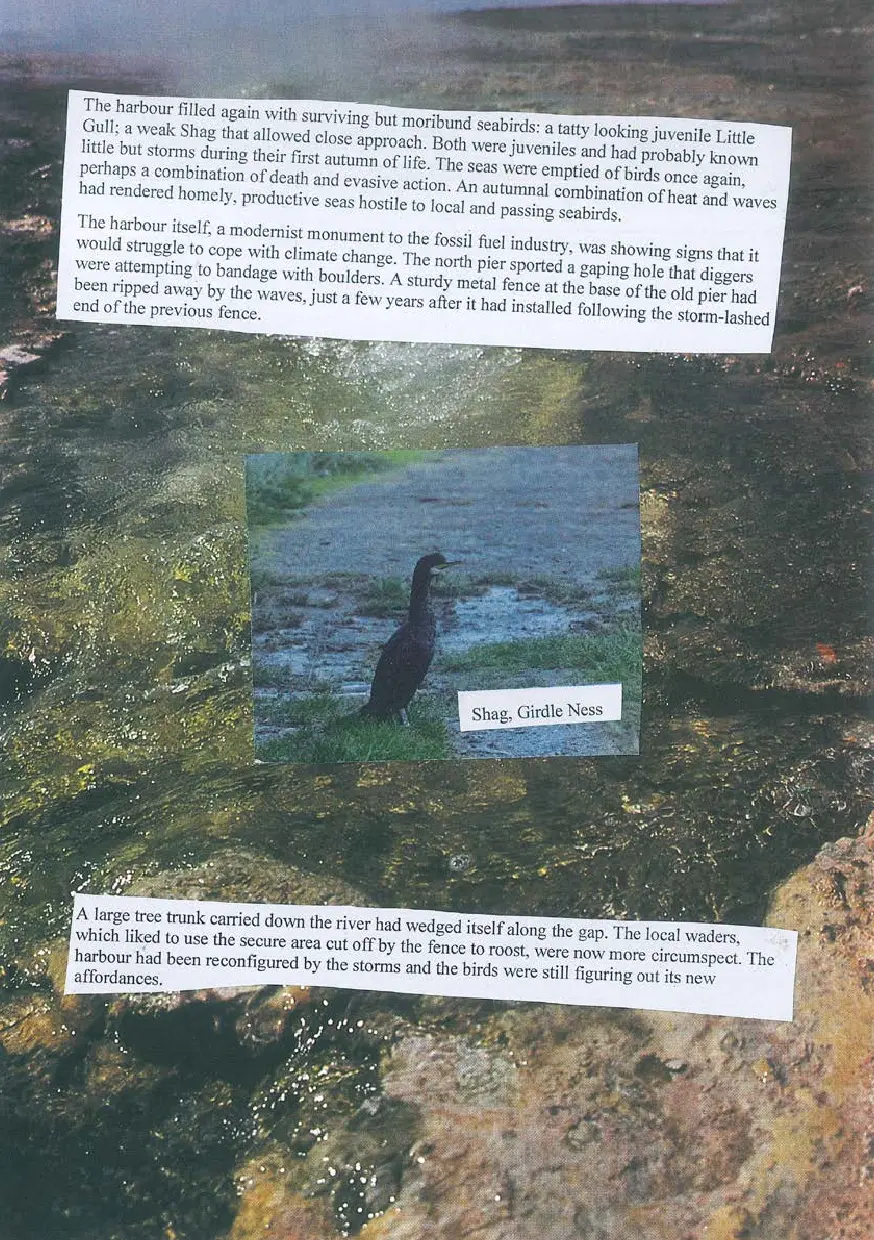 The harbour filled again with surviving but moribund seabirds: a tatty looking juvenile Little
Gull; a weak Shag that allowed close approach. Both were juveniles and had probably known
little but storms during their first autumn of life. The seas were emptied of birds once again,
perhaps a combination of death and evasive action. An autumnal combination of heat and waves
had rendered homely, productive seas hostile to local and passing seabirds.
The harbour itself, a modernist monument to the fossil fuel industry, was showing signs that it
would struggle to cope with climate change. The north pier sported a gaping hole that diggers
were attempting to bandage with boulders. A sturdy metal fence at the base of the old pier had
been ripped away by the waves, just a few years after it had installed following the storm-lashed
end of the previous fence.
Shag, Girdle Ness
A large tree trunk carried down the river had wedged itself along the gap. The local waders,
which liked to use the secure area cut off by the fence to roost, were now more circumspect. The
harbour had been reconfigured by the storms and the birds were still figuring out its new
affordances.